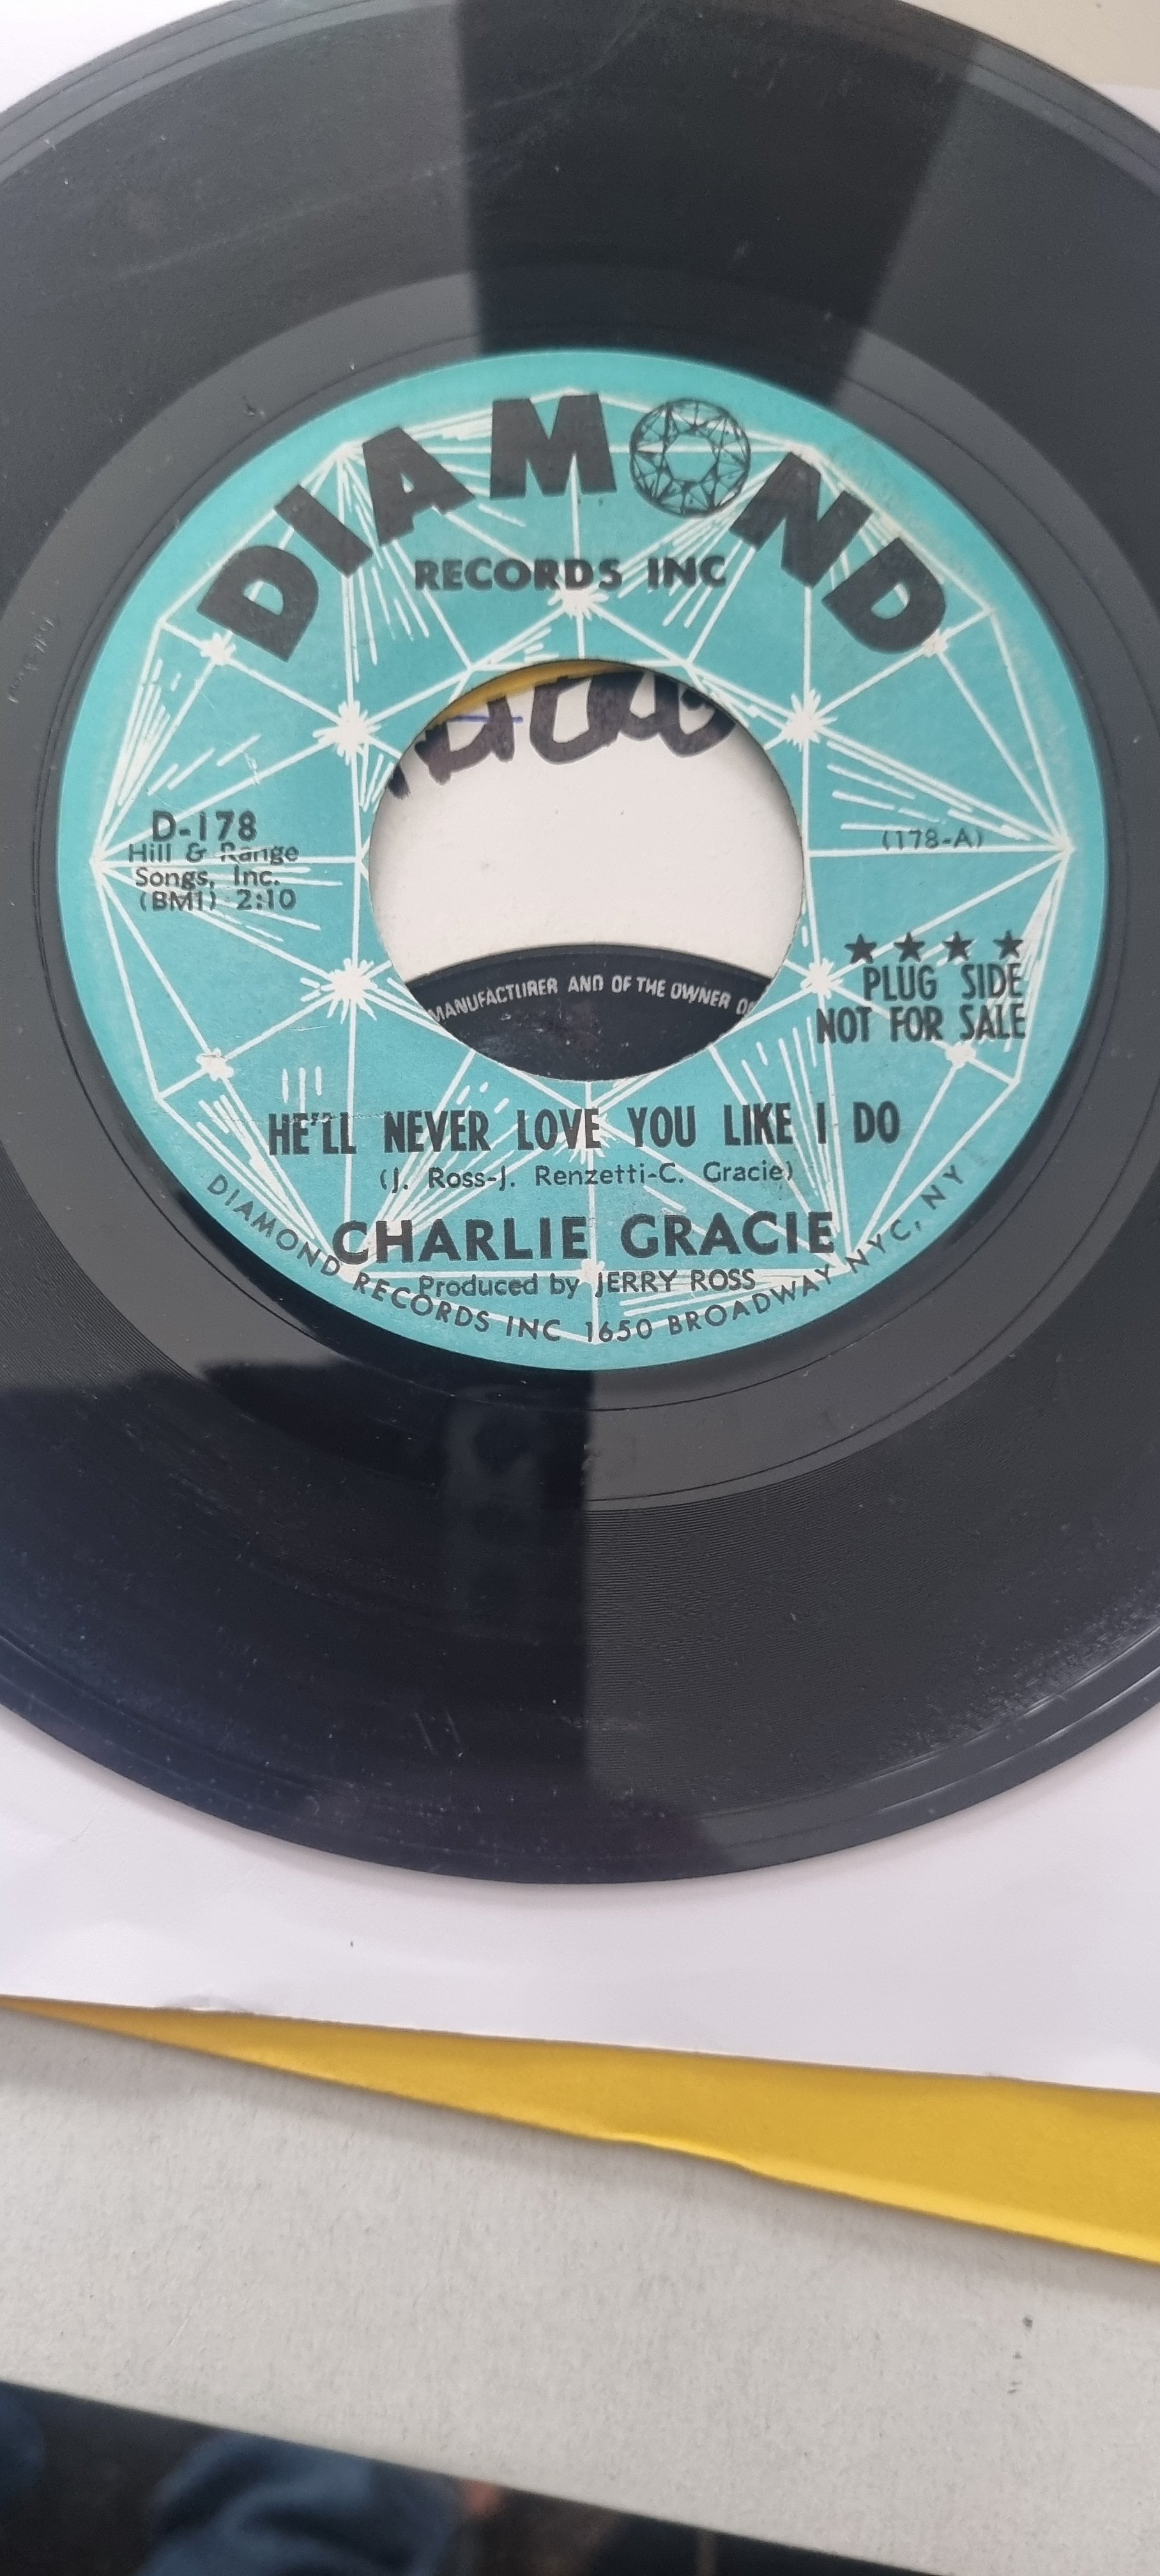 DIAMOND
RECORDS INC
D-178
Hill & Range
Songs, Inc.
(BMI) 2:10
(178-A)
★ ★ ★ ★
PLUG SIDE
NOT FOR SALE
MANUFACTURER AND OF THE OWNER
HE'LL NEVER LOVE YOU LIKE I DO
(J. Ross-J. Renzetti-C. Gracie)
CHARLIE GRACIE
Produced by JERRY ROSS
DIAMOND RECORDS INC 1650 BROADWAY NYC, NY